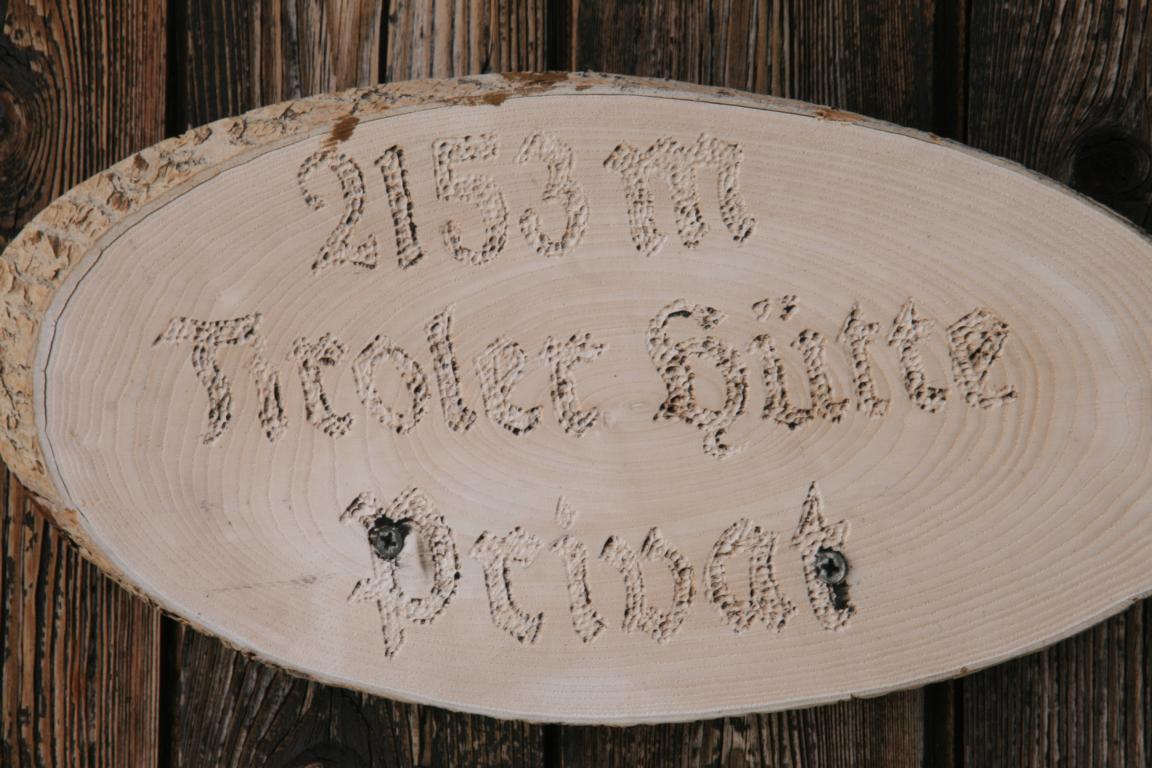 2153 m
Tiroler Hütte
Privat